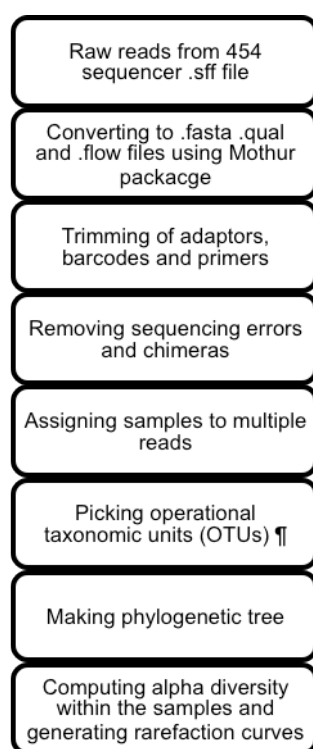 Raw reads from 454
sequencer .sff file
Converting to .fasta .qual
and .flow files using Mothur
packacge
Trimming of adaptors,
barcodes and primers
Removing sequencing errors
and chimeras
Assigning samples to multiple
reads
Picking operational
taxonomic units (OTUs) ¶
Making phylogenetic tree
Computing alpha diversity
within the samples and
generating rarefaction curves